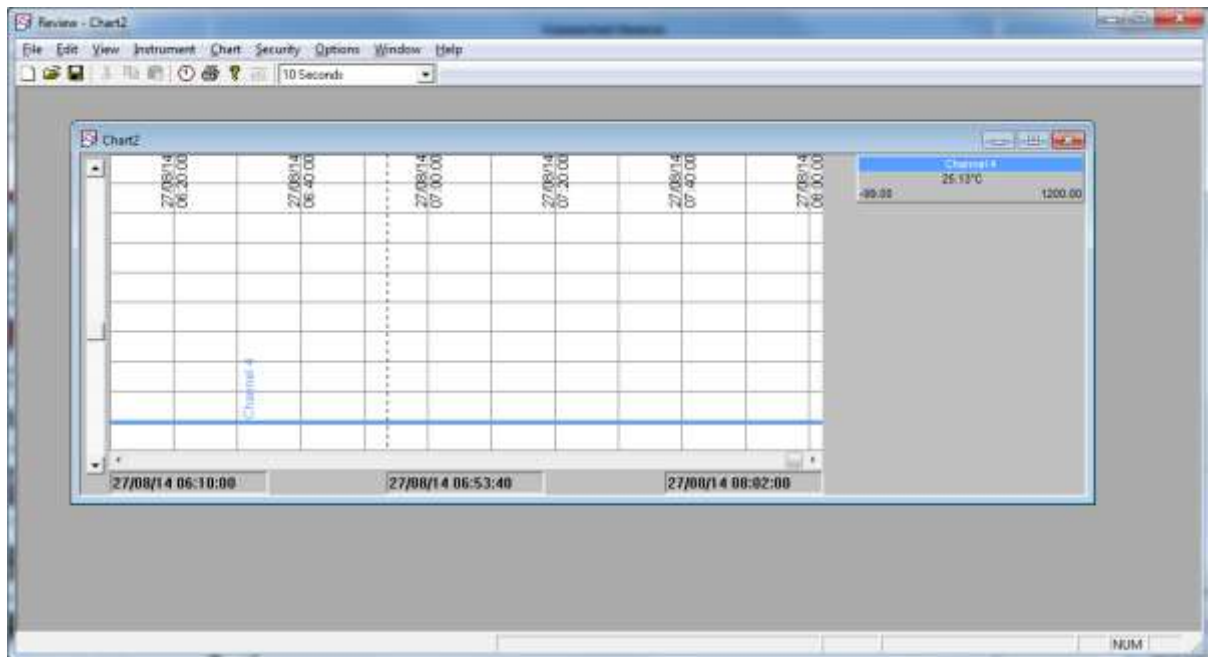 Review - Chart2
File Edit View Instrument Chart Security Options Window Help
10 Seconds
Chart2
27/08/14 06:20:00
27/08/14 06:40:00
27/08/14 07:00:00
27/08/14 07:20:00
27/08/14 07:40:00
27/08/14 08:00:00
Channel 4
25.13°C
-99.00 1200.00
Channel 4
27/08/14 06:10:00 27/08/14 06:53:40 27/08/14 08:02:00
NUM